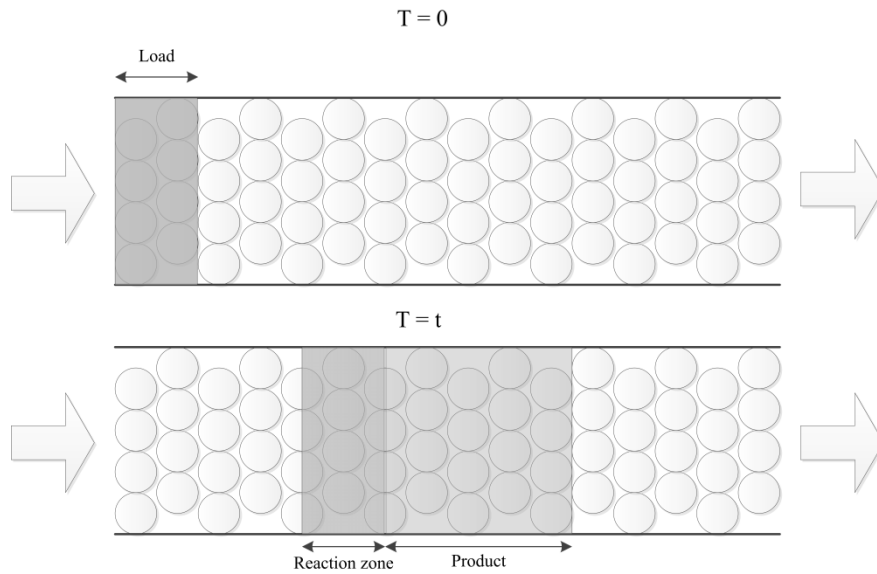 T = 0
Load
T = t
Reaction zone
Product